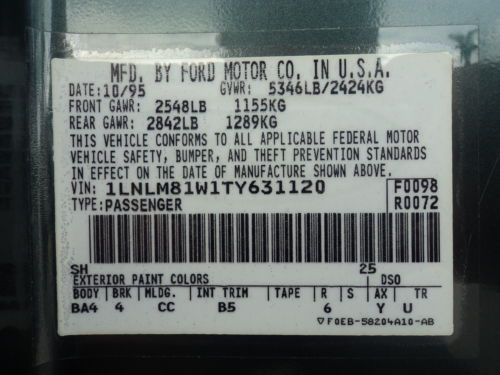 MFD. BY FORD MOTOR CO. IN U.S.A.
DATE: 10/95 GVWR: 5346LB/2424KG
FRONT GAWR: 2548LB 1155KG
REAR GAWR: 2842LB 1289KG
THIS VEHICLE CONFORMS TO ALL APPLICABLE FEDERAL MOTOR
VEHICLE SAFETY, BUMPER, AND THEFT PREVENTION STANDARDS
IN EFFECT ON THE DATE OF MANUFACTURE SHOWN ABOVE.
VIN: 1LNLM81W1TY631120 F0098
TYPE: PASSENGER R0072
SH 25
EXTERIOR PAINT COLORS DSO
BODY BRK MLDG. INT TRIM TAPE R S AX TR
BA4 4 CC B5 6 Y U
▽F0EB-58204A10-AB